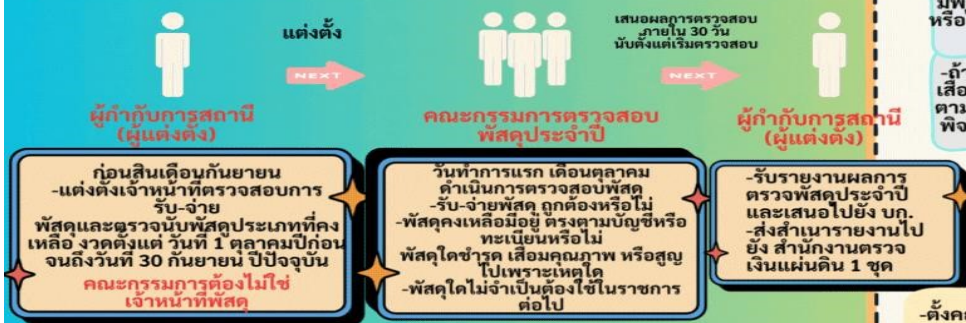 แต่งตั้ง
เสนอผลการตรวจสอบ
ภายใน 30 วัน
นับตั้งแต่เริ่มตรวจสอบ
NEXT
NEXT
ผู้กำกับการสถานี
(ผู้แต่งตั้ง)
คณะกรรมการตรวจสอบ
พัสดุประจำปี
ผู้กำกับการสถานี
(ผู้แต่งตั้ง)
ก่อนสิ้นเดือนกันยายน
-แต่งตั้งเจ้าหน้าที่ตรวจสอบการ
รับ-จ่าย
พัสดุและตรวจนับพัสดุประเภทที่คง
เหลือ งวดตั้งแต่ วันที่ 1 ตุลาคมปีก่อน
จนถึงวันที่ 30 กันยายน ปีปัจจุบัน
คณะกรรมการต้องไม่ใช่
เจ้าหน้าที่พัสดุ
วันทำการแรก เดือนตุลาคม
ดำเนินการตรวจสอบพัสดุ
-รับ-จ่ายพัสดุ ถูกต้องหรือไม่
-พัสดุคงเหลือมีอยู่ ตรงตามบัญชีหรือ
ทะเบียนหรือไม่
พัสดุใดชำรุด เสื่อมคุณภาพ หรือสูญ
ไปเพราะเหตุใด
-พัสดุใดไม่จำเป็นต้องใช้ในราชการ
ต่อไป
-รับรายงานผลการ
ตรวจพัสดุประจำปี
และเสนอไปยัง บก.
-ส่งสำเนารายงานไป
ยัง สำนักงานตรวจ
เงินแผ่นดิน 1 ชุด
หรือ
-ถ้า
ตาม